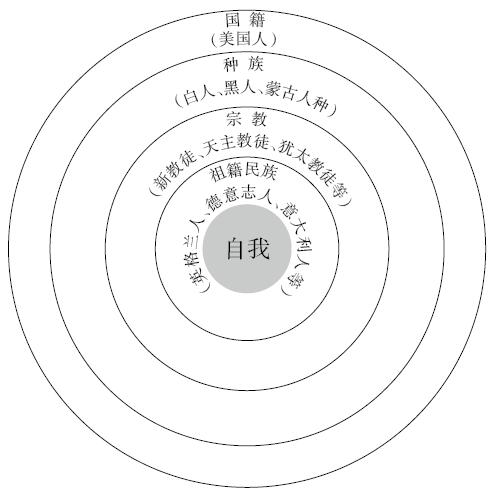 国籍
(美国人)
种族
(白人、黑人、蒙古人种)
宗教
(新教徒、天主教徒、犹太教徒等)
祖籍民族
(英格兰人、德意志人、意大利人等)
自我